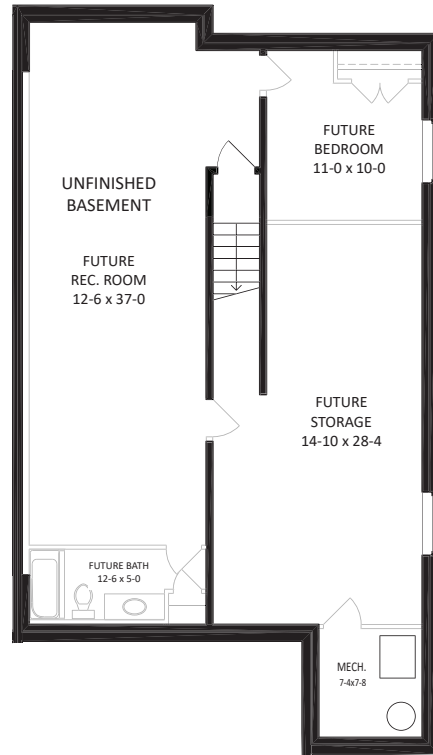 FUTURE
BEDROOM
11-0 x 10-0
UNFINISHED
BASEMENT
FUTURE
REC. ROOM
12-6 x 37-0
FUTURE
STORAGE
14-10 x 28-4
FUTURE BATH
12-6 x 5-0
MECH.
7-4x7-8